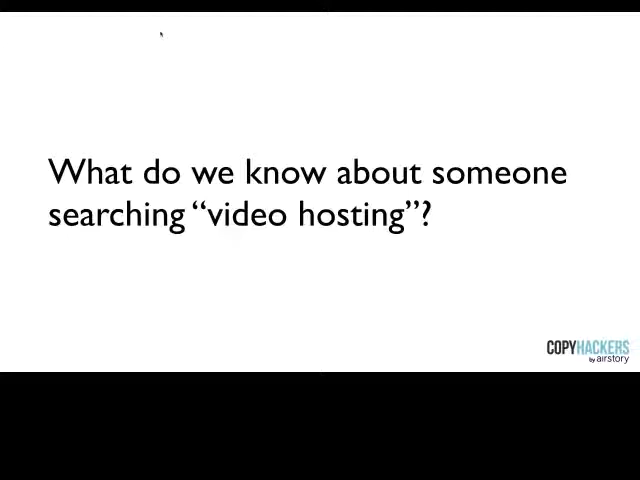 What do we know about someone
searching “video hosting”?
COPYHACKERS
by airstory